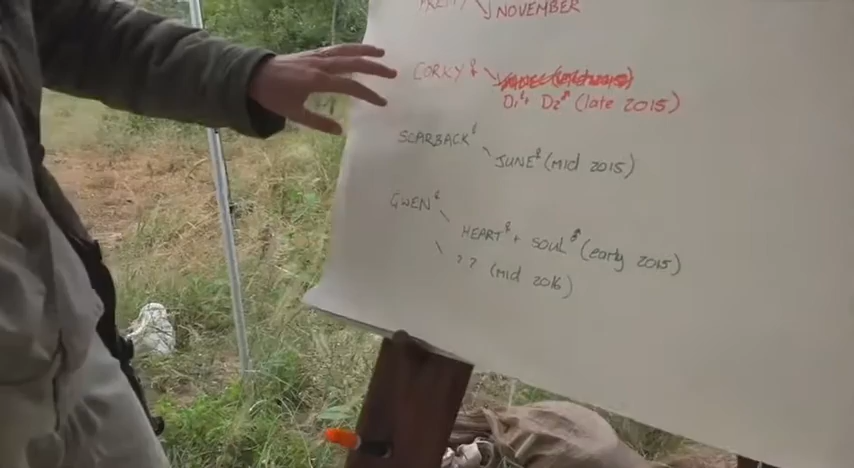 NOVEMBER
CORKY♀
D1♀ D2♂ (late 2015)
SCARBACK♀
JUNE♀ (MID 2015)
GWEN♀
HEART♀ + SOUL♂ (early 2015)
?? (mid 2016)